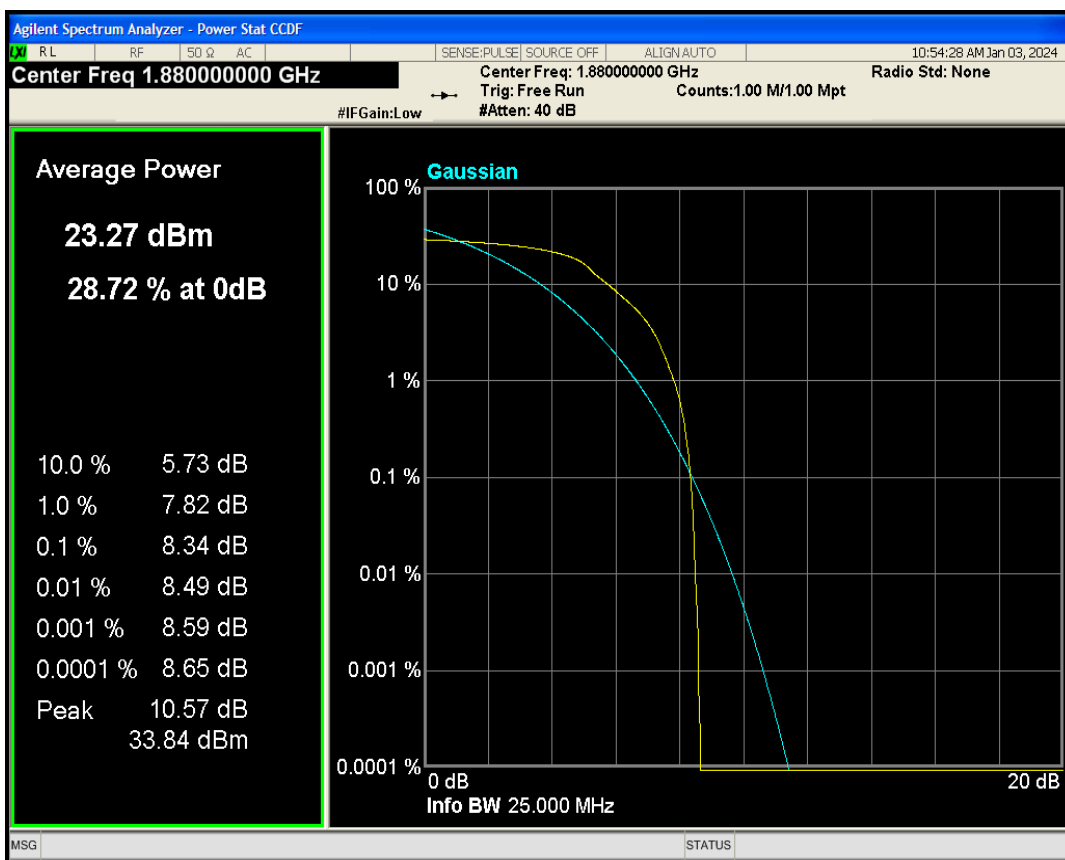 Agilent Spectrum Analyzer - Power Stat CCDF
LXI RL RF 50 Ω AC SENSE:PULSE SOURCE OFF ALIGN AUTO 10:54:28 AM Jan 03, 2024
Center Freq 1.880000000 GHz Center Freq: 1.880000000 GHz Radio Std: None
Trig: Free Run Counts:1.00 M/1.00 Mpt
#IFGain:Low #Atten: 40 dB
Average Power
23.27 dBm
28.72 % at 0dB
10.0 % 5.73 dB
1.0 % 7.82 dB
0.1 % 8.34 dB
0.01 % 8.49 dB
0.001 % 8.59 dB
0.0001 % 8.65 dB
Peak 10.57 dB
33.84 dBm
Gaussian
100 %
10 %
1 %
0.1 %
0.01 %
0.001 %
0.0001 %
0 dB 20 dB
Info BW 25.000 MHz
MSG STATUS